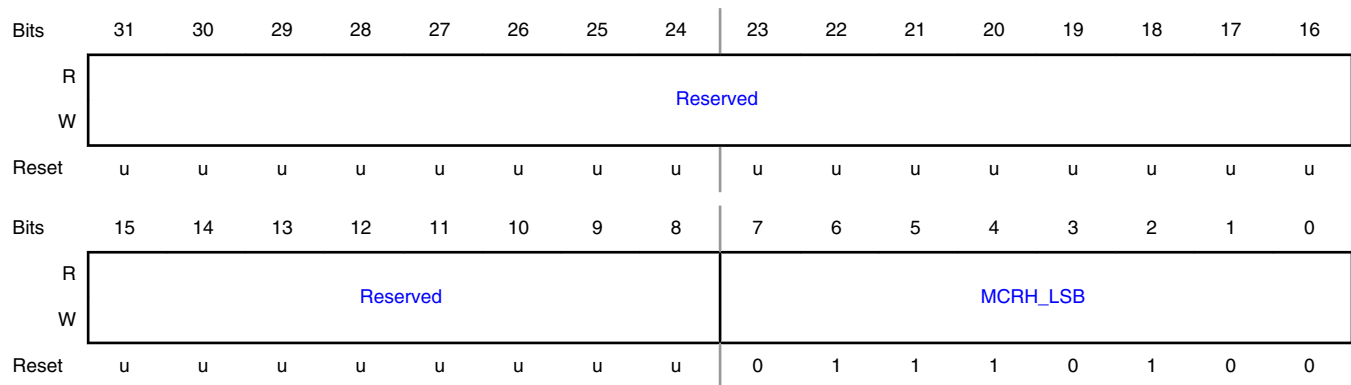 Bits 31 30 29 28 27 26 25 24 23 22 21 20 19 18 17 16
R
Reserved
W
Reset u u u u u u u u u u u u u u u u
Bits 15 14 13 12 11 10 9 8 7 6 5 4 3 2 1 0
R
Reserved MCRH_LSB
W
Reset u u u u u u u u 0 1 1 1 0 1 0 0